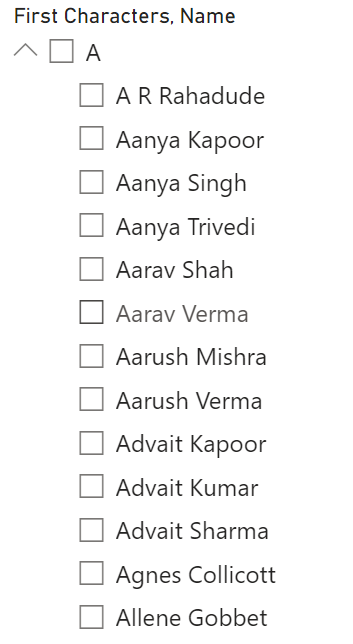 First Characters, Name
A
A R Rahadude
Aanya Kapoor
Aanya Singh
Aanya Trivedi
Aarav Shah
Aarav Verma
Aarush Mishra
Aarush Verma
Advait Kapoor
Advait Kumar
Advait Sharma
Agnes Collicott
Allene Gobbet